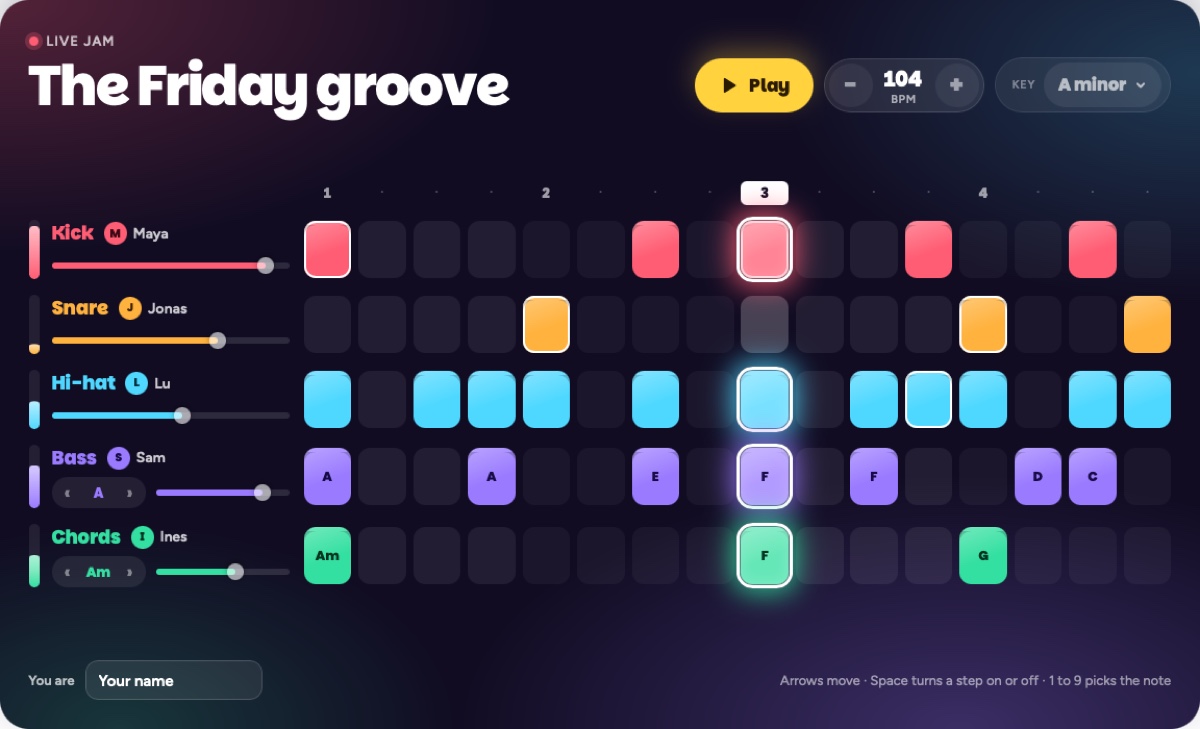 LIVE JAM
The Friday groove
Play
104
BPM
KEY
A minor
1 2 3 4
Kick M Maya
Snare J Jonas
Hi-hat L Lu
Bass S Sam
A
A A E F F D C
Chords I Ines
Am
Am F G
You are
Your name
Arrows move · Space turns a step on or off · 1 to 9 picks the note